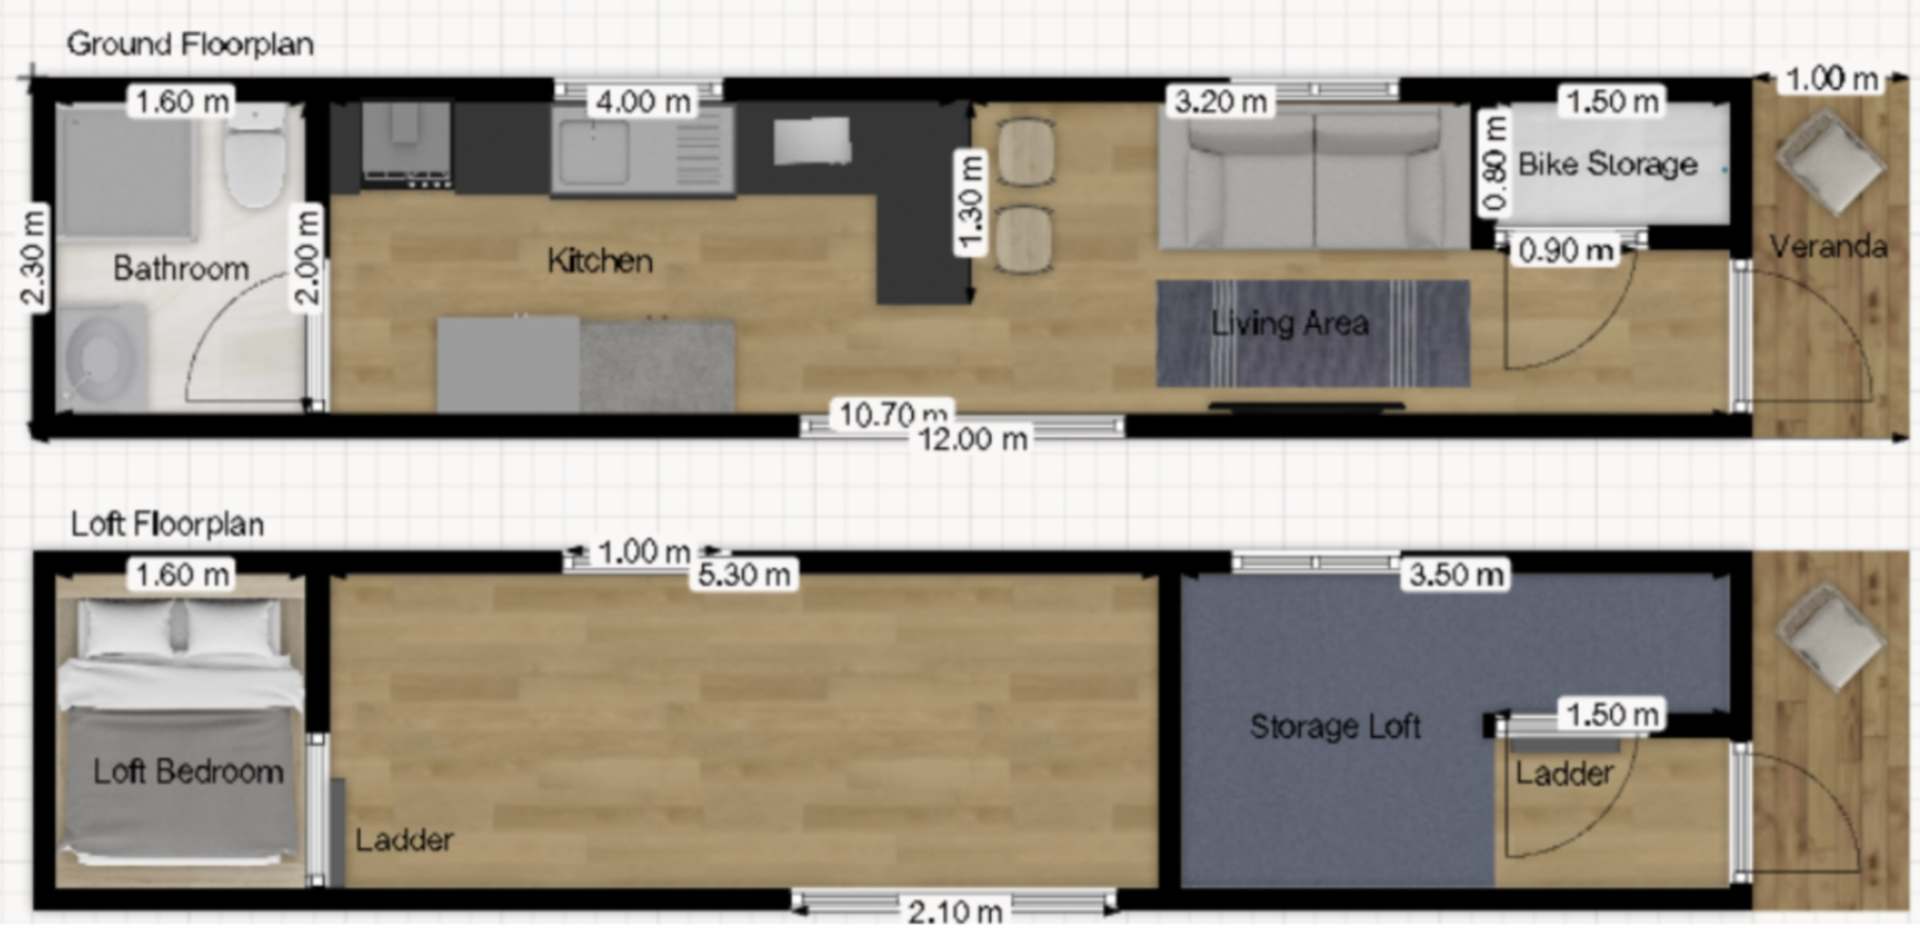 Ground Floorplan
1.00 m
1.60 m
4.00 m
3.20 m
1.50 m
0.80 m
Bike Storage
1.30 m
2.30 m
2.00 m
Bathroom
Kitchen
0.90 m
Veranda
Living Area
10.70 m
12.00 m
Loft Floorplan
1.00 m
1.60 m
5.30 m
3.50 m
1.50 m
Storage Loft
Loft Bedroom
Ladder
Ladder
2.10 m